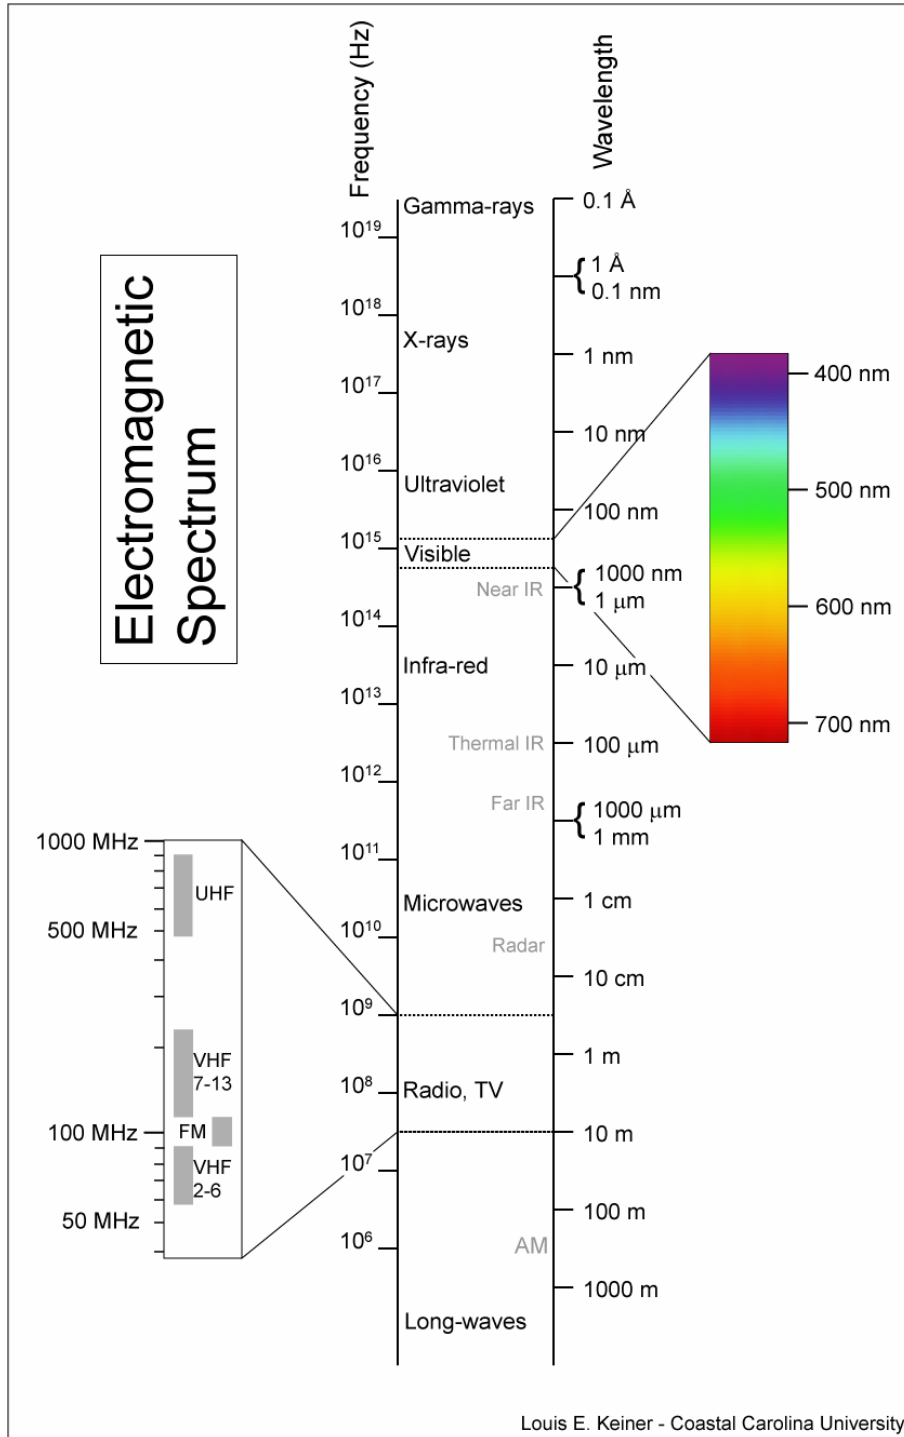 Electromagnetic
Spectrum
Frequency (Hz)
Wavelength
10¹⁹
10¹⁸
10¹⁷
10¹⁶
10¹⁵
10¹⁴
10¹³
10¹²
10¹¹
10¹⁰
10⁹
10⁸
10⁷
10⁶
Gamma-rays
X-rays
Ultraviolet
Visible
Near IR
Infra-red
Thermal IR
Far IR
Microwaves
Radar
Radio, TV
AM
Long-waves
0.1 Å
1 Å
0.1 nm
1 nm
10 nm
100 nm
1000 nm
1 μm
10 μm
100 μm
1000 μm
1 mm
1 cm
10 cm
1 m
10 m
100 m
1000 m
400 nm
500 nm
600 nm
700 nm
1000 MHz
500 MHz
100 MHz
50 MHz
UHF
VHF
7-13
FM
VHF
2-6
Louis E. Keiner - Coastal Carolina University